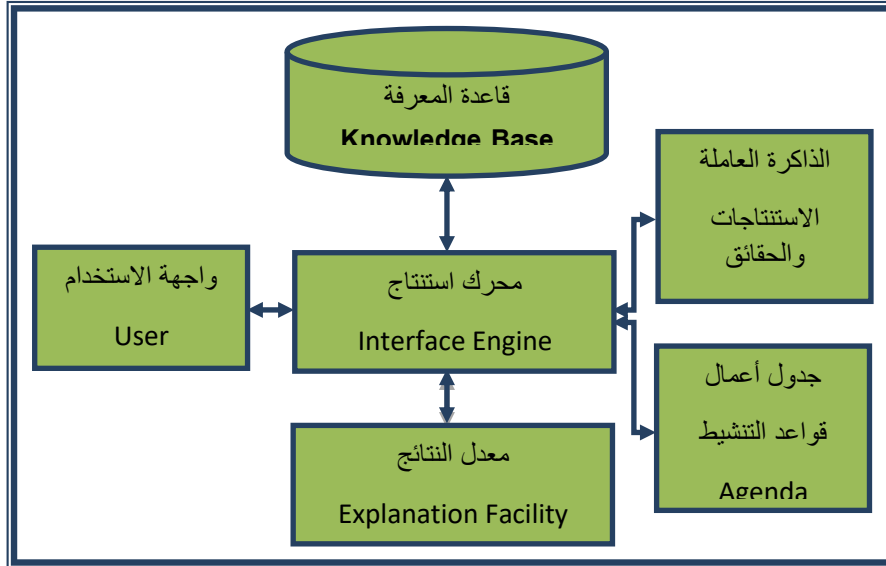 قاعدة المعرفة
Knowledge Base
الذاكرة العاملة
الاستنتاجات
والحقائق
واجهة الاستخدام
User
محرك استنتاج
Interface Engine
جدول أعمال
قواعد التنشيط
Agenda
معدل النتائج
Explanation Facility